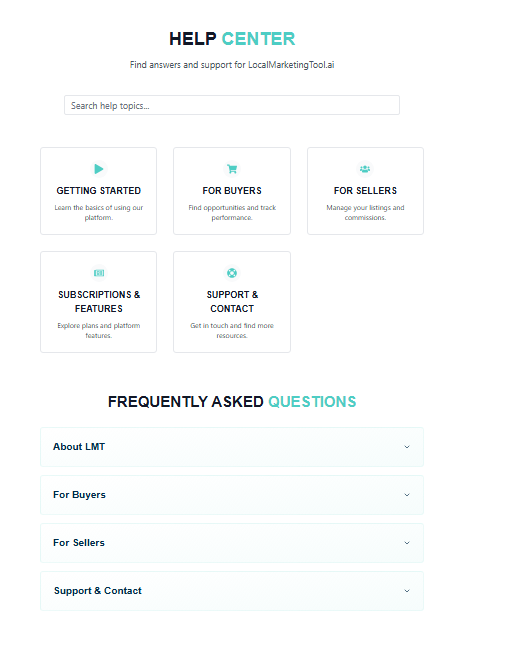 HELP CENTER
Find answers and support for LocalMarketingTool.ai
Search help topics...
GETTING STARTED
Learn the basics of using our
platform.
FOR BUYERS
Find opportunities and track
performance.
FOR SELLERS
Manage your listings and
commissions.
SUBSCRIPTIONS &
FEATURES
Explore plans and platform
features.
SUPPORT &
CONTACT
Get in touch and find more
resources.
FREQUENTLY ASKED QUESTIONS
About LMT
For Buyers
For Sellers
Support & Contact